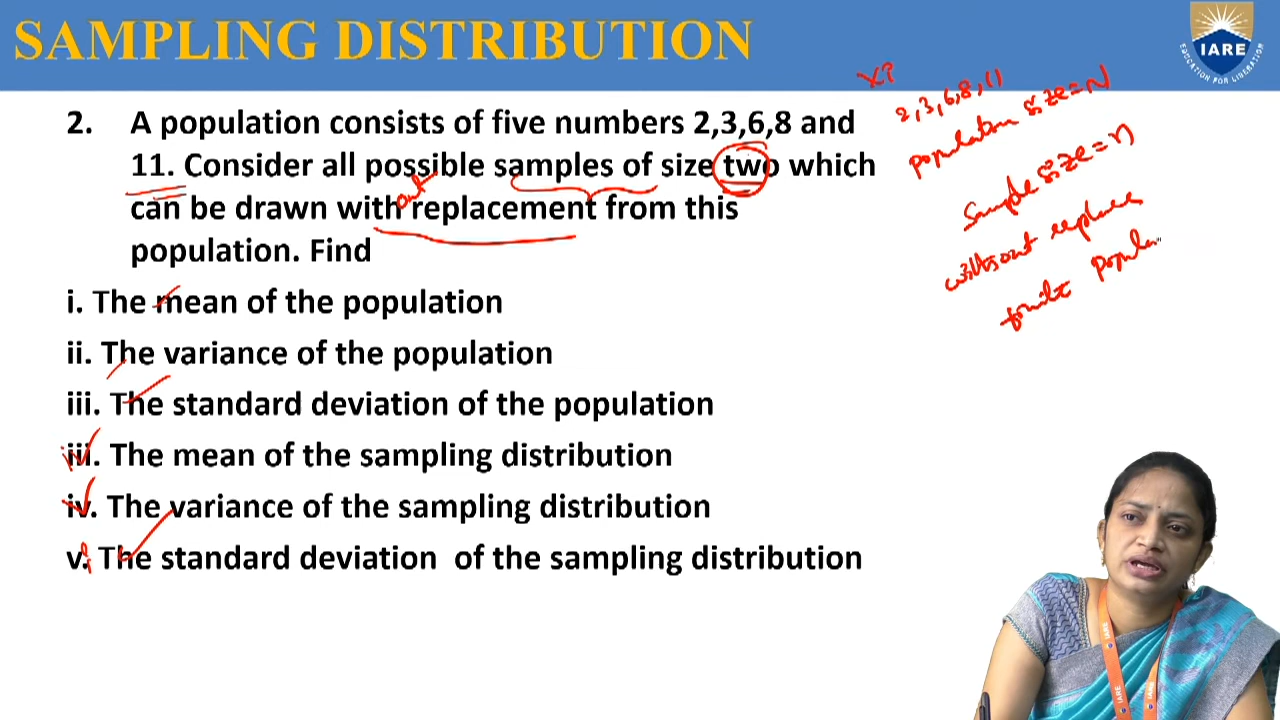 SAMPLING DISTRIBUTION
IARE
EDUCATION FOR LIBERATION
2. A population consists of five numbers 2,3,6,8 and
11. Consider all possible samples of size two which
can be drawn with out replacement from this
population. Find
i. The mean of the population
ii. The variance of the population
iii. The standard deviation of the population
iii. The mean of the sampling distribution
iv. The variance of the sampling distribution
v. The standard deviation of the sampling distribution
2,3,6,8,11
population size=N
Sample size=n
without replace
finite popula
IARE